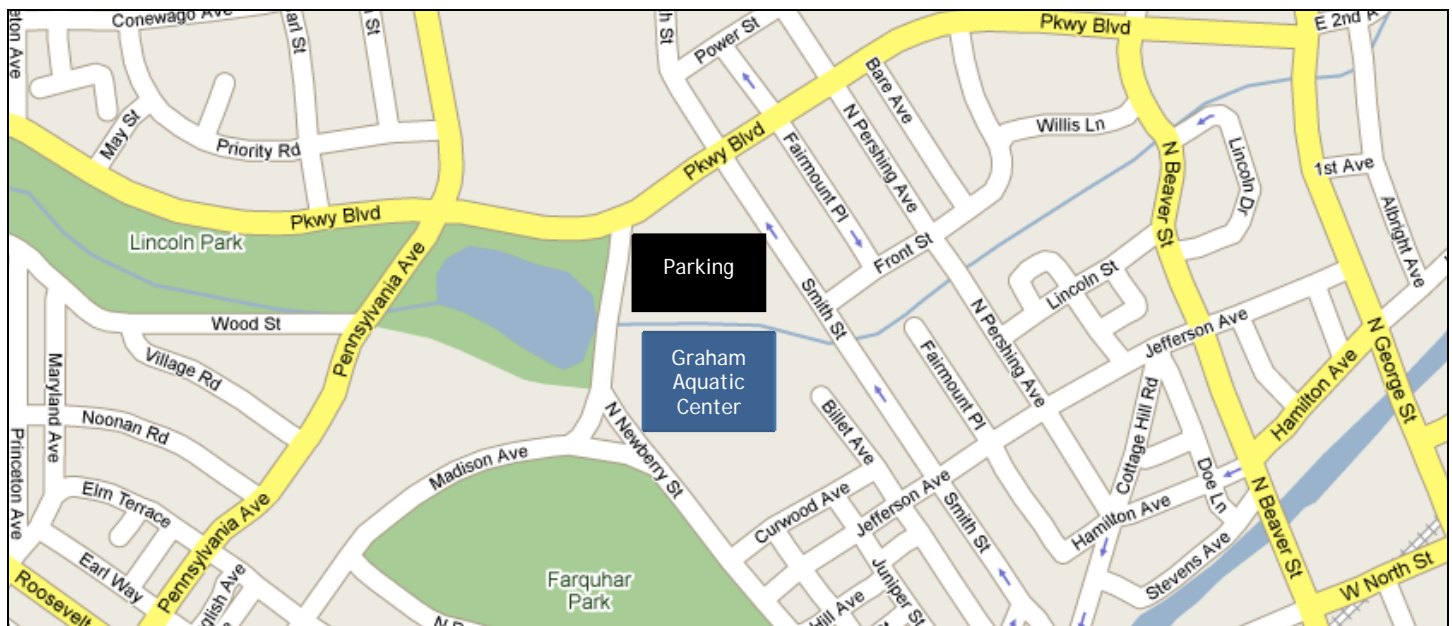 Conewago Ave
Pkwy Blvd
E 2nd A
Power St
Bare Ave
May St
Priority Rd
Willis Ln
Pkwy Blvd
N Pershing Ave
Fairmount Pl
N Beaver St
Lincoln Dr
1st Ave
Albright Ave
Pkwy Blvd
Lincoln Park
Parking
Front St
Lincoln St
Pennsylvania Ave
Wood St
Smith St
N Pershing Ave
Jefferson Ave
N George St
Village Rd
Maryland Ave
Graham
Aquatic
Center
Fairmount Pl
Hamilton Ave
Cottage Hill Rd
Billet Ave
Noonan Rd
Princeton Ave
Madison Ave
N Newberry St
Doe Ln
Elm Terrace
Curwood Ave
Jefferson Ave
Smith St
Hamilton Ave
N Beaver St
Pennsylvania Ave
Earl Way
Roosevelt
Farquhar
Park
Juniper St
Stevens Ave
W North St
Hill Ave